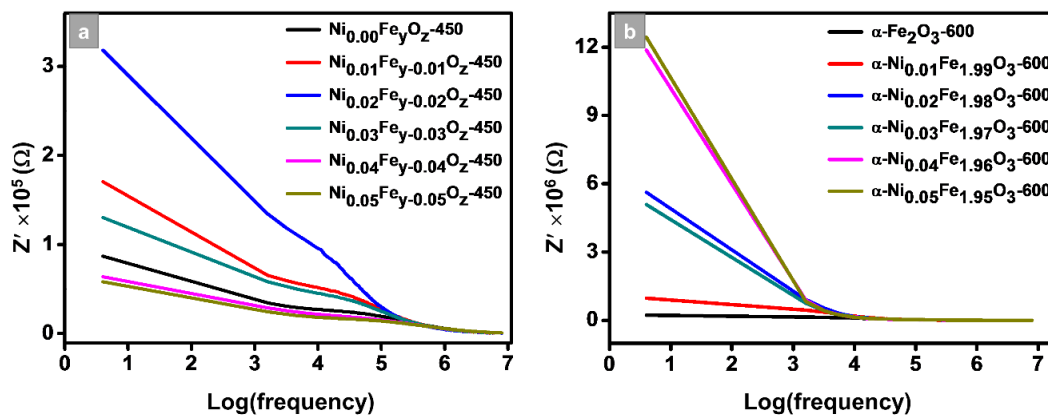 a
Ni0.00FeyOz-450
Ni0.01Fey-0.01Oz-450
Ni0.02Fey-0.02Oz-450
Ni0.03Fey-0.03Oz-450
Ni0.04Fey-0.04Oz-450
Ni0.05Fey-0.05Oz-450
Z′ ×10⁵ (Ω)
3
2
1
0
0 1 2 3 4 5 6 7
Log(frequency)
b
α-Fe2O3-600
α-Ni0.01Fe1.99O3-600
α-Ni0.02Fe1.98O3-600
α-Ni0.03Fe1.97O3-600
α-Ni0.04Fe1.96O3-600
α-Ni0.05Fe1.95O3-600
Z′ ×10⁶ (Ω)
12
9
6
3
0
0 1 2 3 4 5 6 7
Log(frequency)